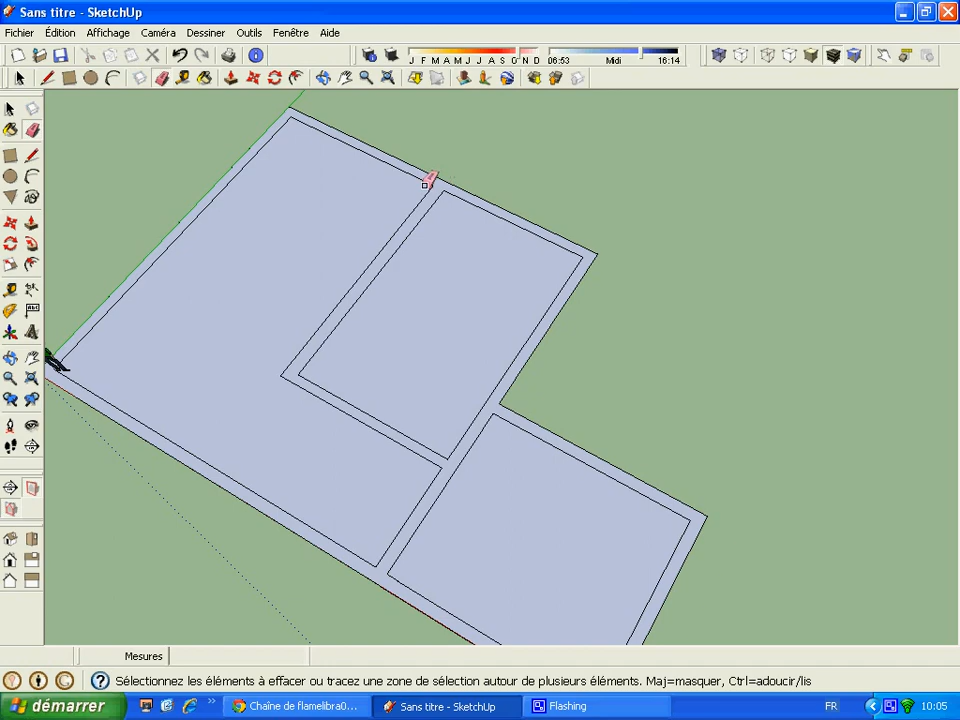 Sans titre - SketchUp
Fichier Édition Affichage Caméra Dessiner Outils Fenêtre Aide
J F M A M J J A S O N D 06:53 Midi 16:14
Mesures
Sélectionnez les éléments à effacer ou tracez une zone de sélection autour de plusieurs éléments. Maj=masquer, Ctrl=adoucir/lis
démarrer Chaîne de flamelibra0... Sans titre - SketchUp Flashing FR 10:05